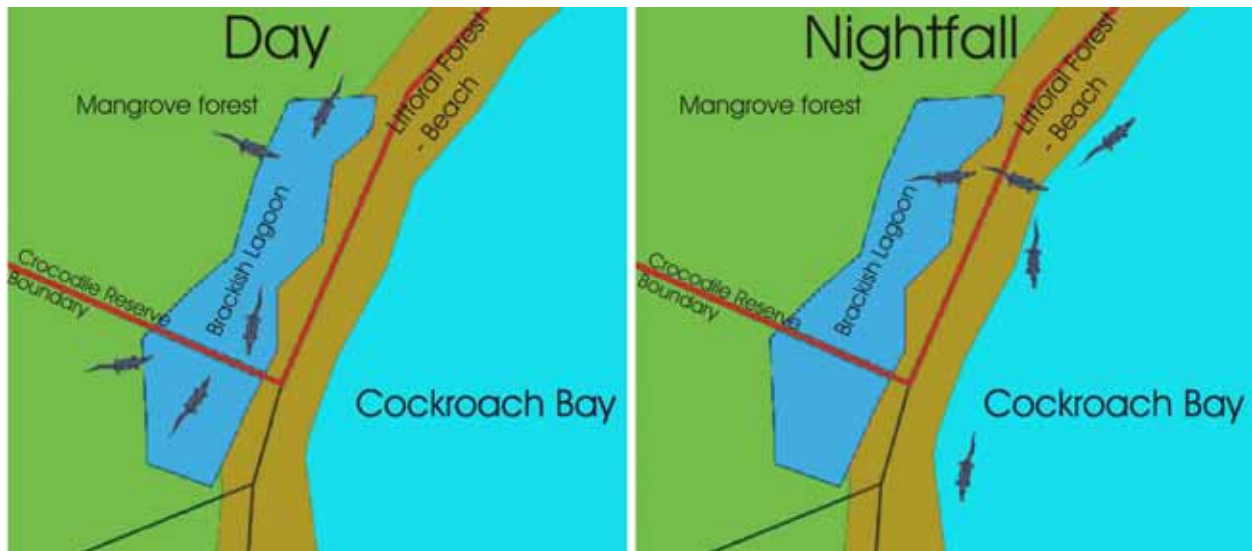 Day
Mangrove forest
Littoral Forest
- Beach
Brackish Lagoon
Crocodile Reserve
Boundary
Cockroach Bay
Nightfall
Mangrove forest
Littoral Forest
- Beach
Brackish Lagoon
Crocodile Reserve
Boundary
Cockroach Bay